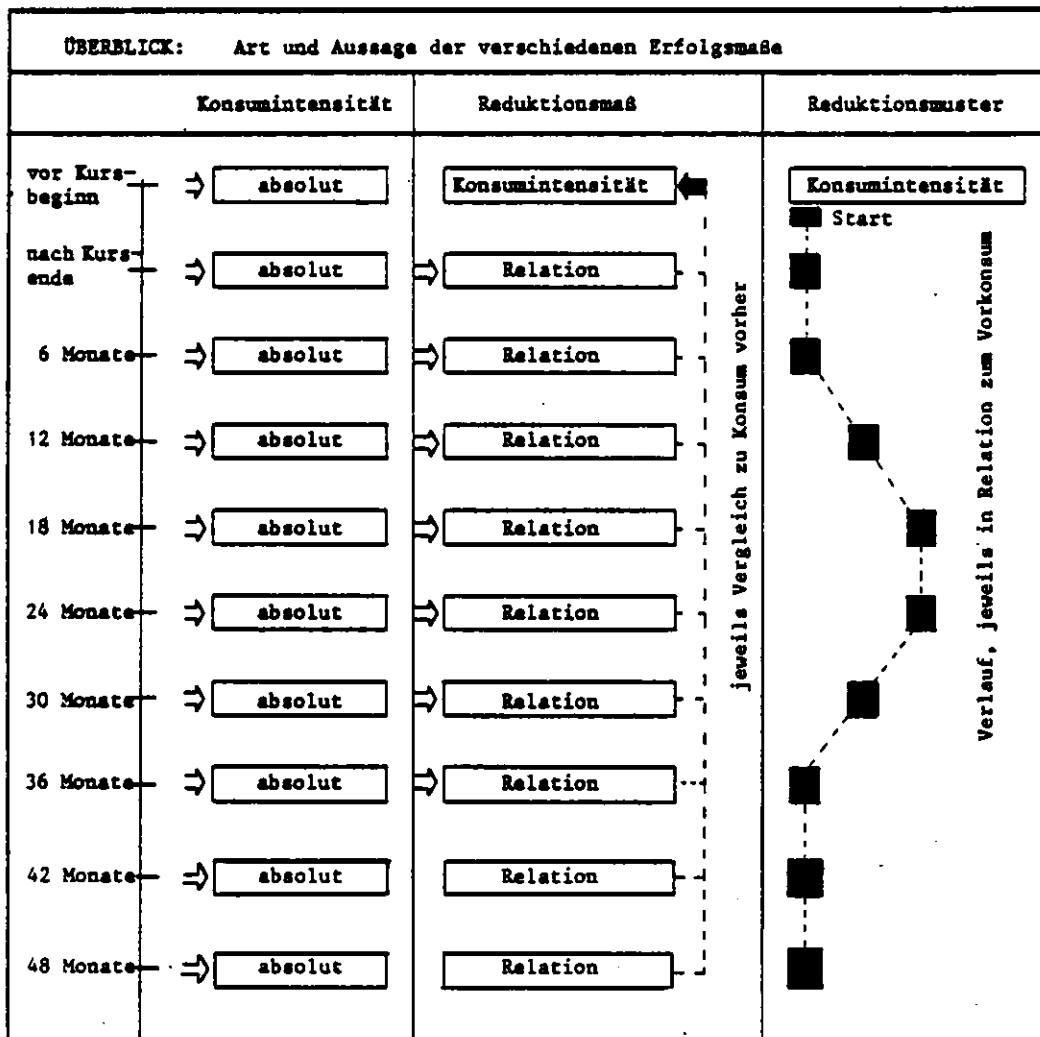 ÜBERBLICK: Art und Aussage der verschiedenen Erfolgsmaße
Konsumintensität Reduktionsmaß Reduktionsmuster
vor Kurs-
beginn absolut Konsumintensität Konsumintensität
Start
nach Kurs
ende absolut Relation
6 Monate absolut Relation
12 Monate absolut Relation
18 Monate absolut Relation
24 Monate absolut Relation
30 Monate absolut Relation
36 Monate absolut Relation
42 Monate absolut Relation
48 Monate absolut Relation
jeweils Vergleich zu Konsum vorher
Verlauf, jeweils in Relation zum Vorkonsum